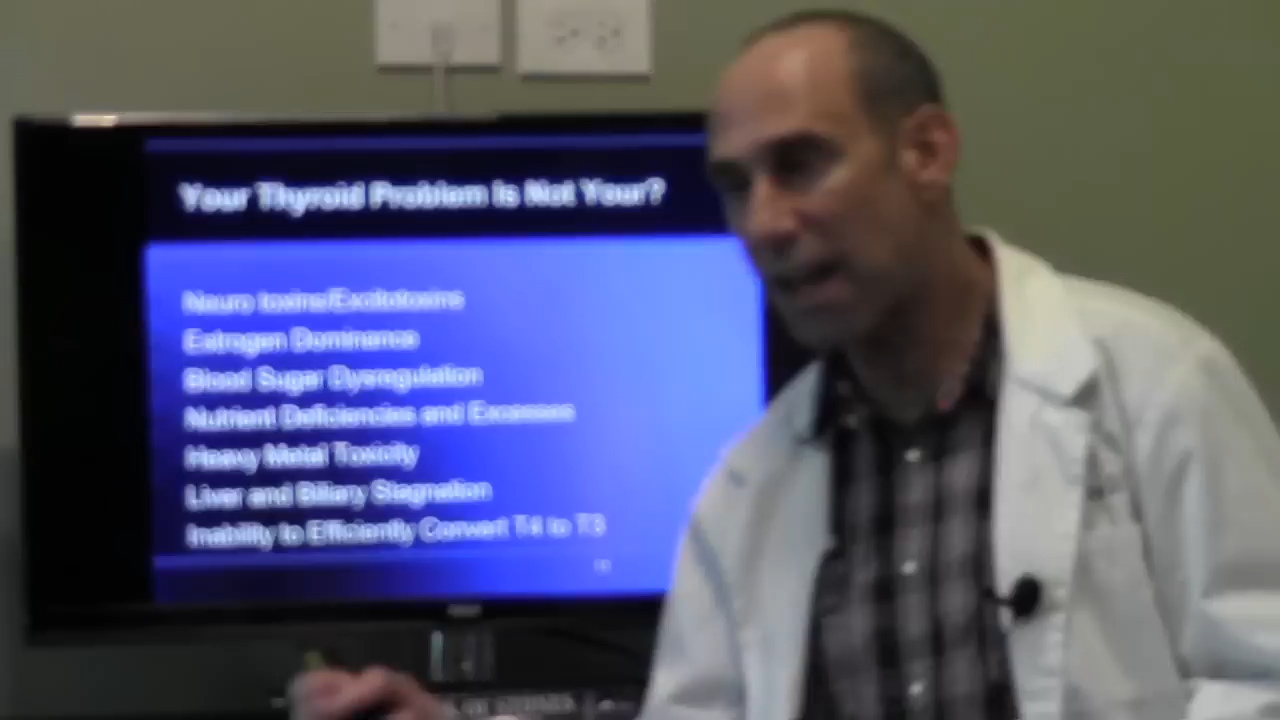 Your Thyroid Problem Is Not Your?
Neuro toxins/Excitotoxins
Estrogen Dominance
Blood Sugar Dysregulation
Nutrient Deficiencies and Excesses
Heavy Metal Toxicity
Liver and Biliary Stagnation
Inability to Efficiently Convert T4 to T3